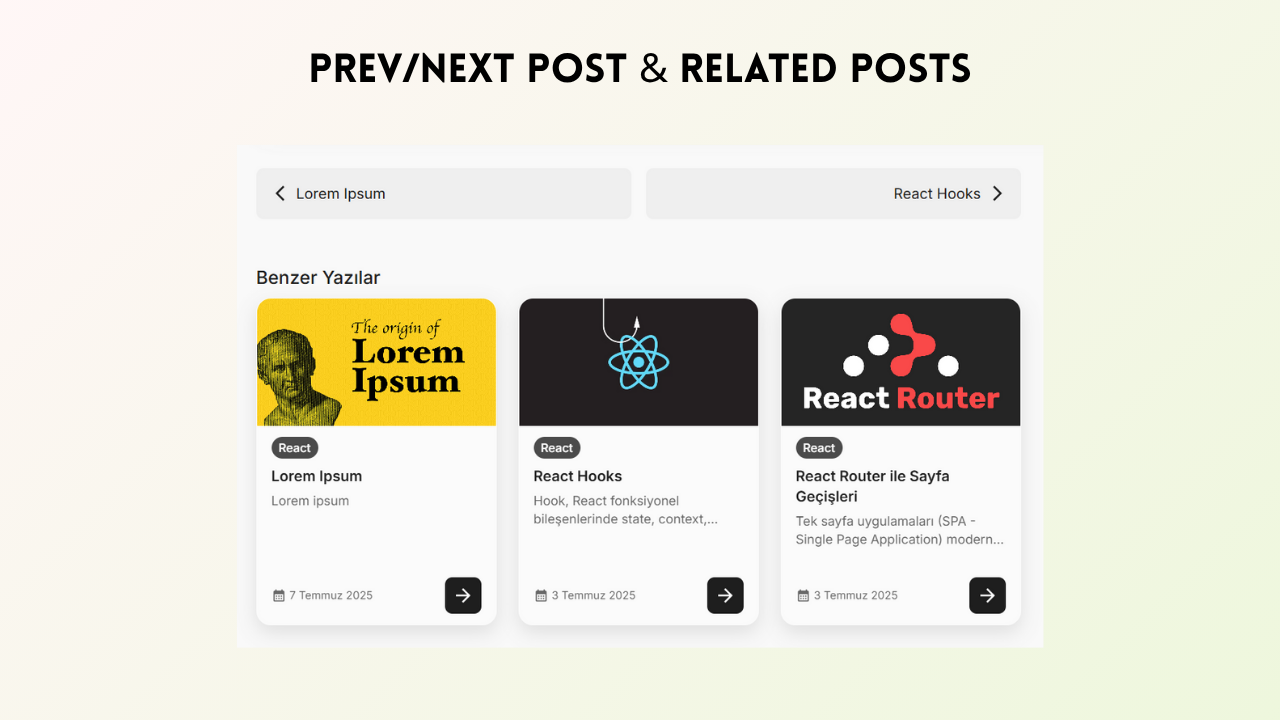 PREV/NEXT POST & RELATED POSTS
Lorem Ipsum
React Hooks
Benzer Yazılar
The origin of
Lorem
Ipsum
React
Lorem Ipsum
Lorem ipsum
7 Temmuz 2025
React
React Hooks
Hook, React fonksiyonel
bileşenlerinde state, context,...
3 Temmuz 2025
React Router
React
React Router ile Sayfa
Geçişleri
Tek sayfa uygulamaları (SPA -
Single Page Application) modern...
3 Temmuz 2025